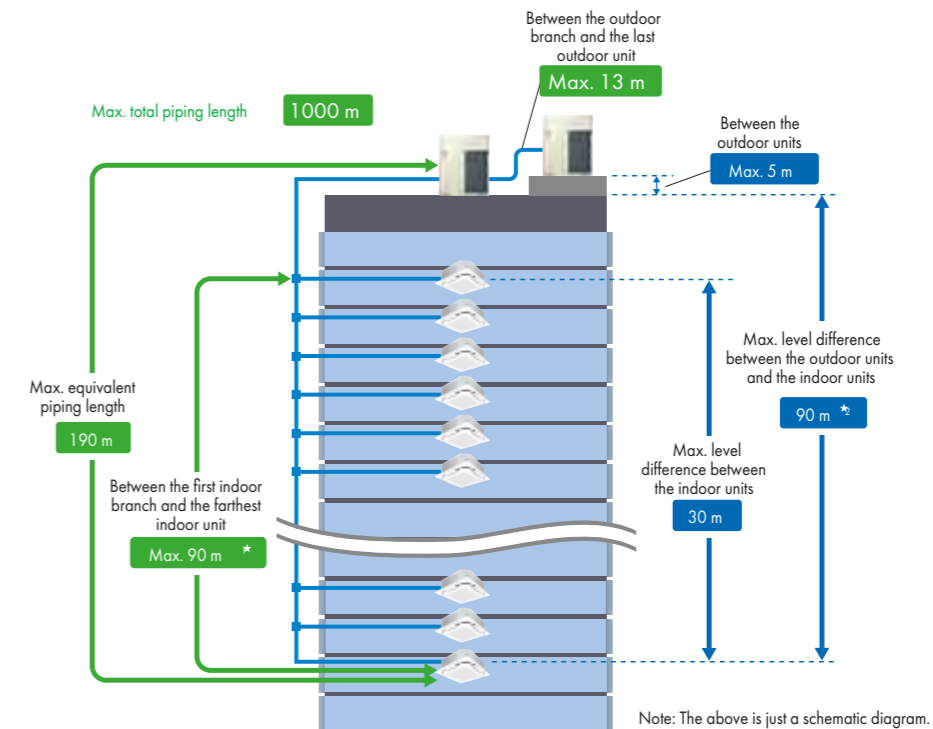 Between the outdoor
branch and the last
outdoor unit
Max. 13 m
Max. total piping length
1000 m
Between the
outdoor units
Max. 5 m
Max. equivalent
piping length
190 m
Between the first indoor
branch and the farthest
indoor unit
Max. 90 m ★
Max. level
difference between
the indoor units
30 m
Max. level difference
between the outdoor units
and the indoor units
90 m ★2
Note: The above is just a schematic diagram.